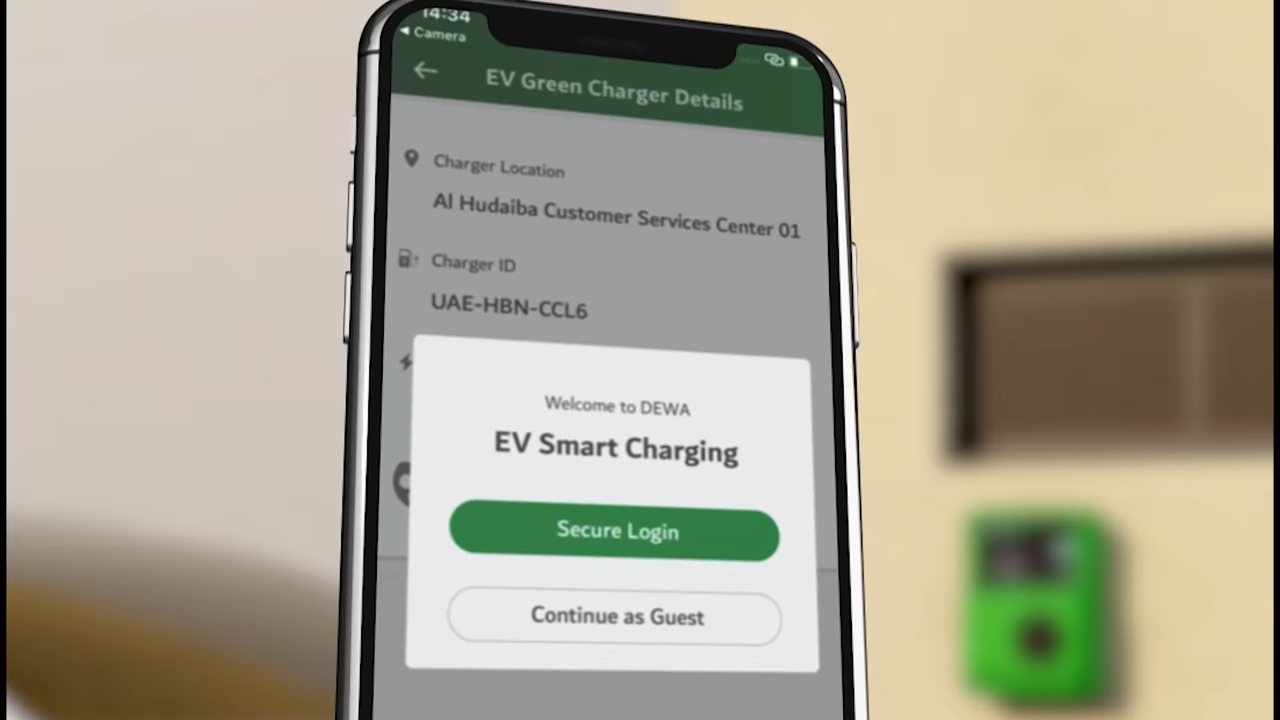 14:34
◀ Camera
EV Green Charger Details
Charger Location
Al Hudaiba Customer Services Center 01
Charger ID
UAE-HBN-CCL6
Welcome to DEWA
EV Smart Charging
Secure Login
Continue as Guest